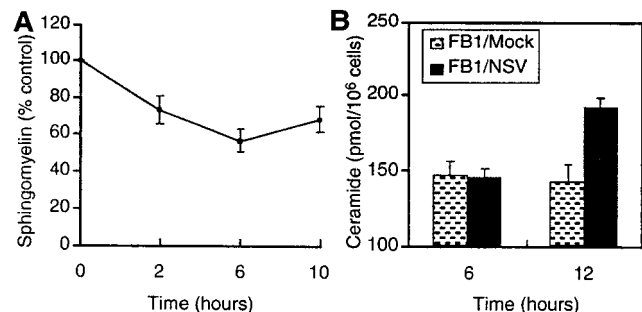 A
Sphingomyelin (% control)
120
100
80
60
40
20
0
0 2 6 10
Time (hours)
B
Ceramide (pmol/10⁶ cells)
250
200
150
100
FB1/Mock
FB1/NSV
6 12
Time (hours)